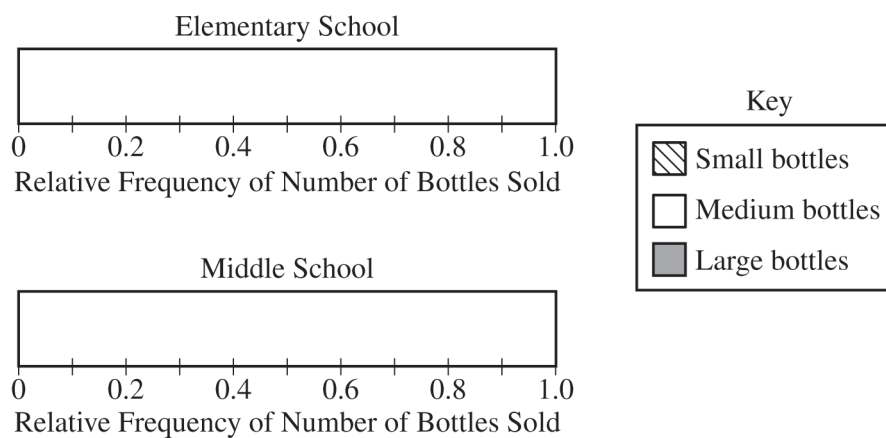 Elementary School
0 0.2 0.4 0.6 0.8 1.0
Relative Frequency of Number of Bottles Sold
Middle School
0 0.2 0.4 0.6 0.8 1.0
Relative Frequency of Number of Bottles Sold
Key
Small bottles
Medium bottles
Large bottles